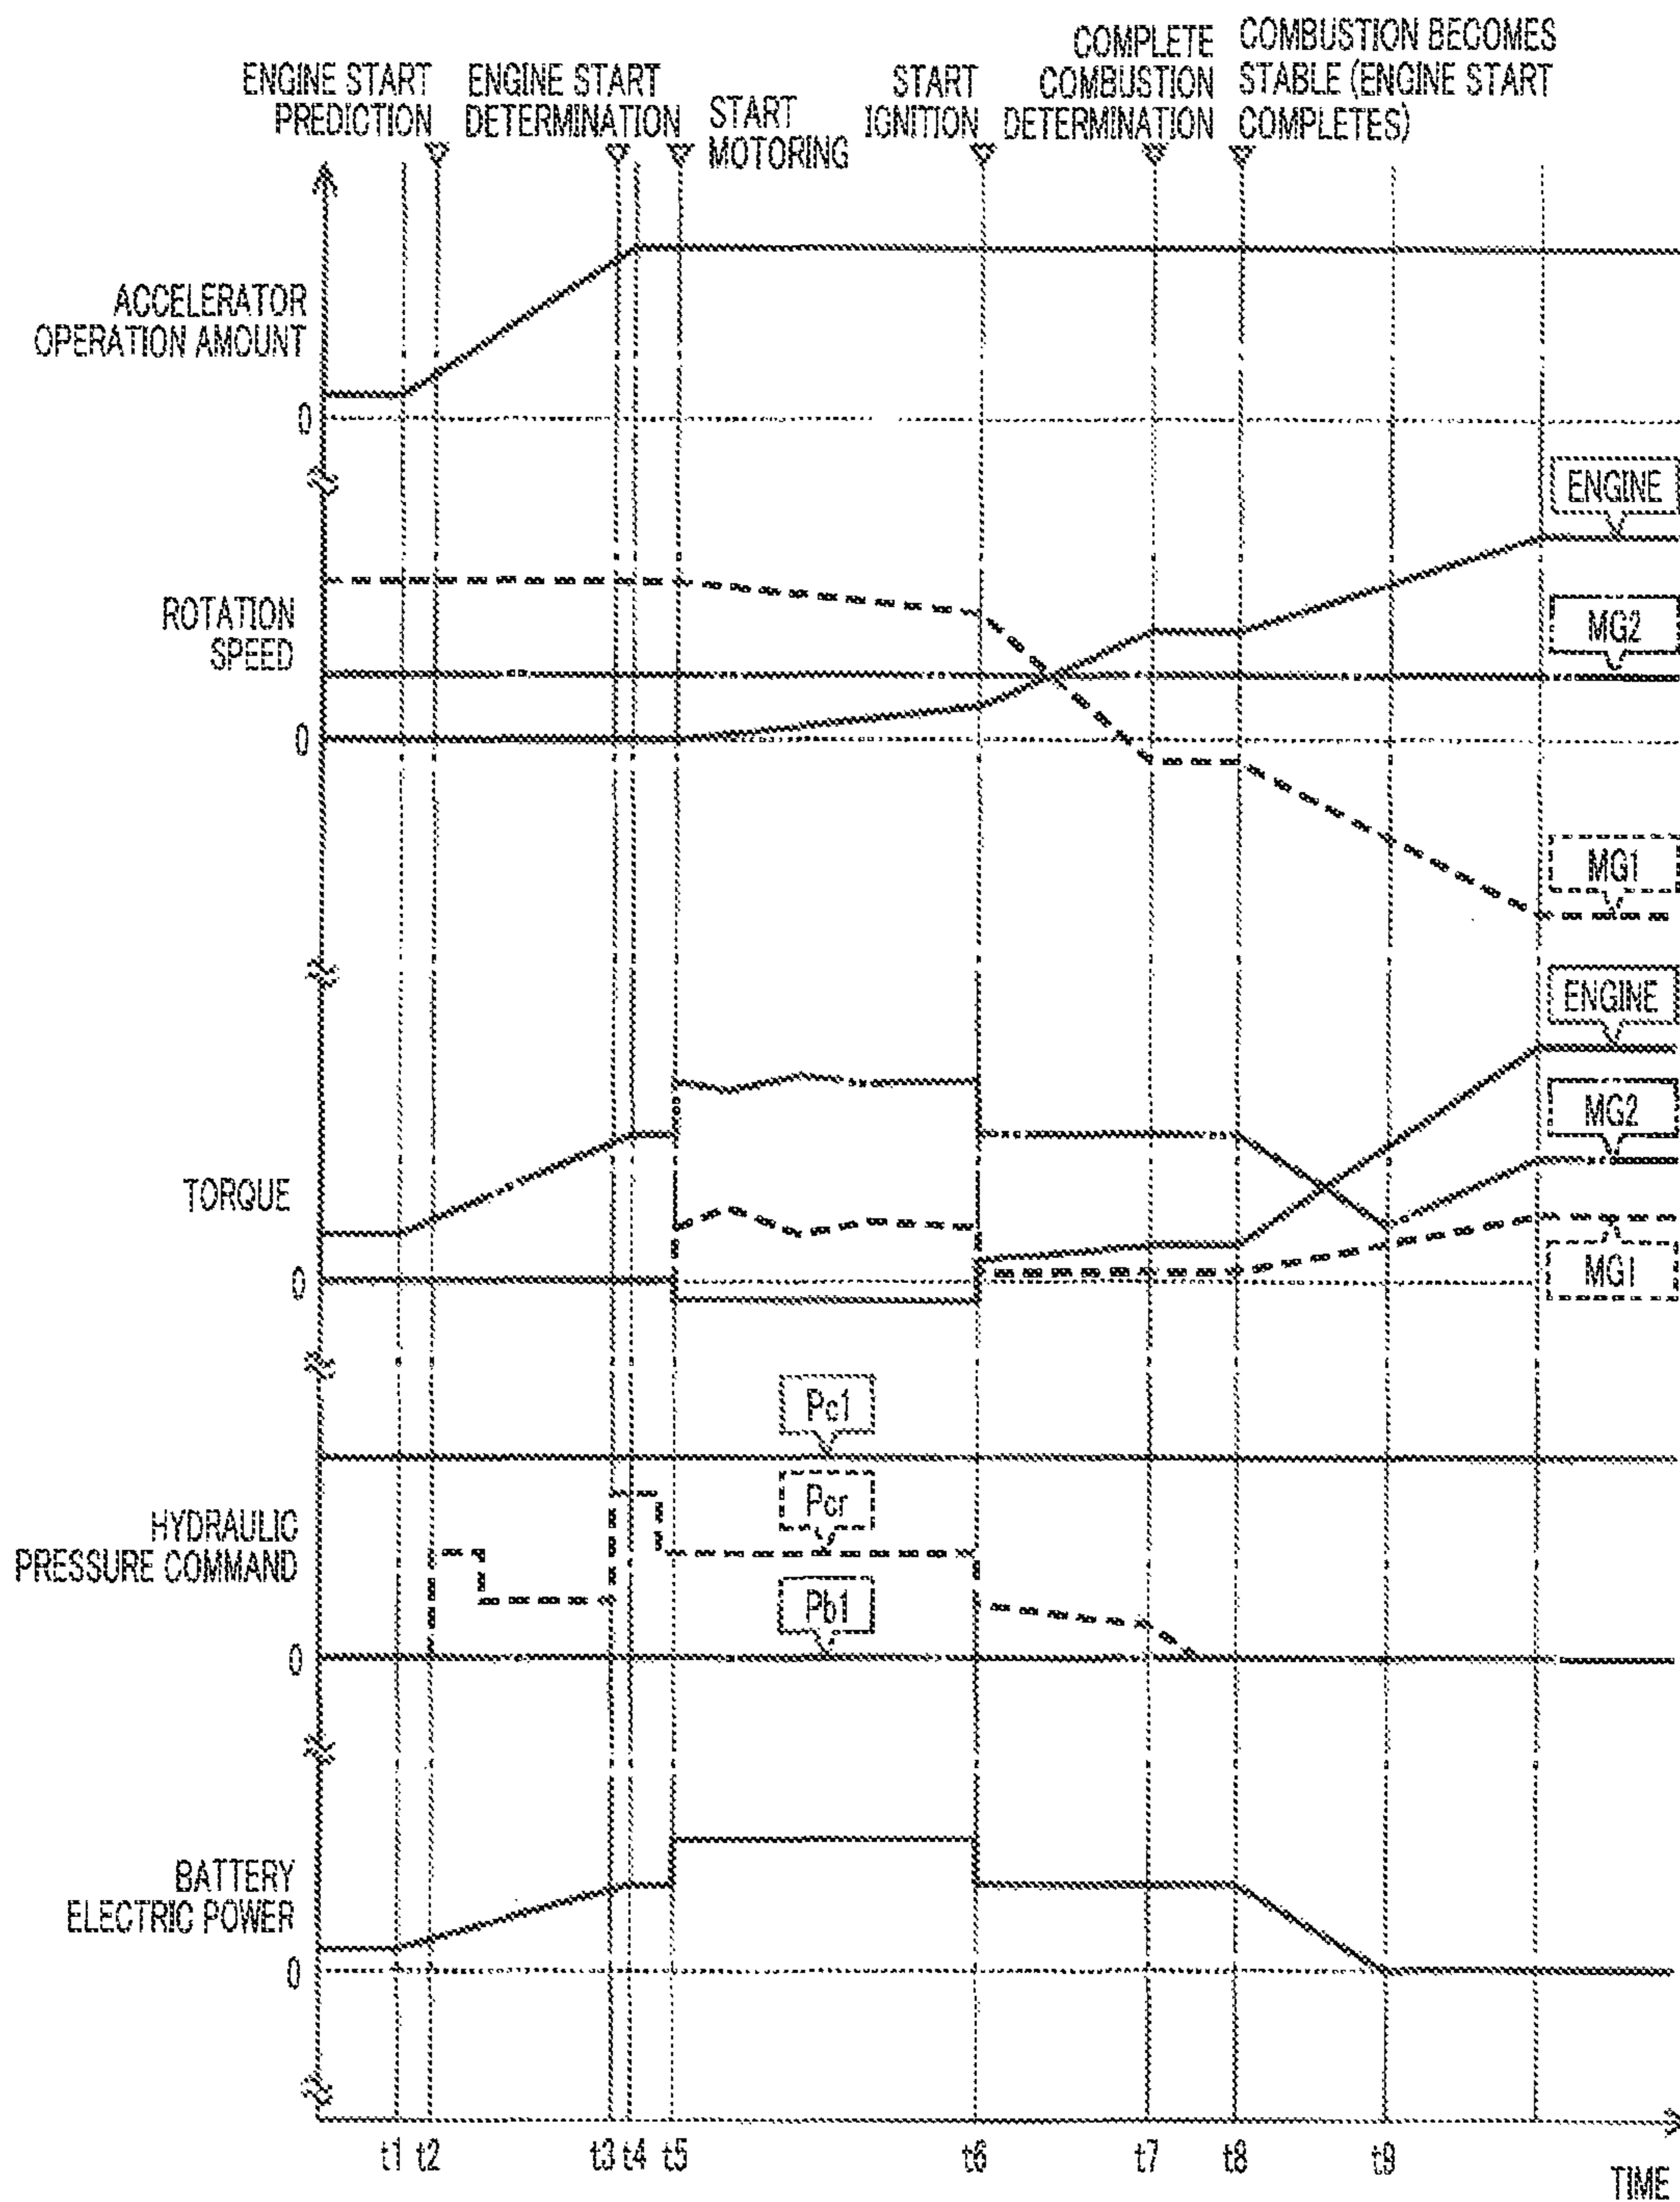 ENGINE START
PREDICTION
ENGINE START
DETERMINATION
START
MOTORING
START
IGNITION
COMPLETE
COMBUSTION
DETERMINATION
COMBUSTION BECOMES
STABLE (ENGINE START
COMPLETES)
ACCELERATOR
OPERATION AMOUNT
0
ENGINE
ROTATION
SPEED
MG2
0
MG1
ENGINE
MG2
TORQUE
0
MG1
Pc1
Pcr
HYDRAULIC
PRESSURE COMMAND
Pb1
0
BATTERY
ELECTRIC POWER
0
t1 t2 t3 t4 t5 t6 t7 t8 t9
TIME